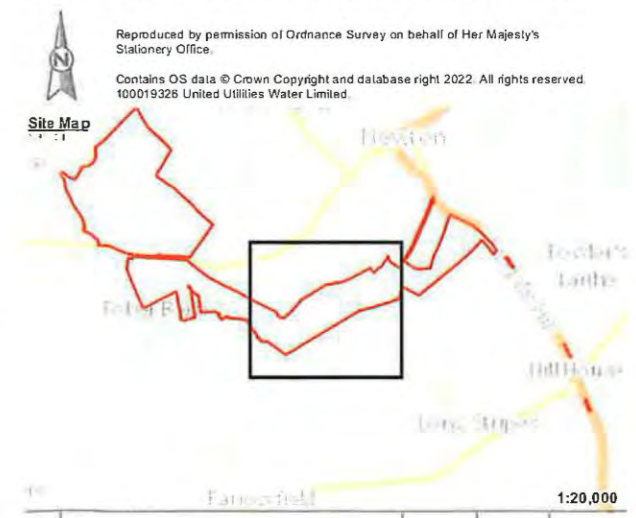 N
Reproduced by permission of Ordnance Survey on behalf of Her Majesty's
Stationery Office.
Contains OS data © Crown Copyright and database right 2022. All rights reserved.
100019326 United Utilities Water Limited.
Site Map
Newton
Fowler's
Hill House
Long Stripes
1:20,000